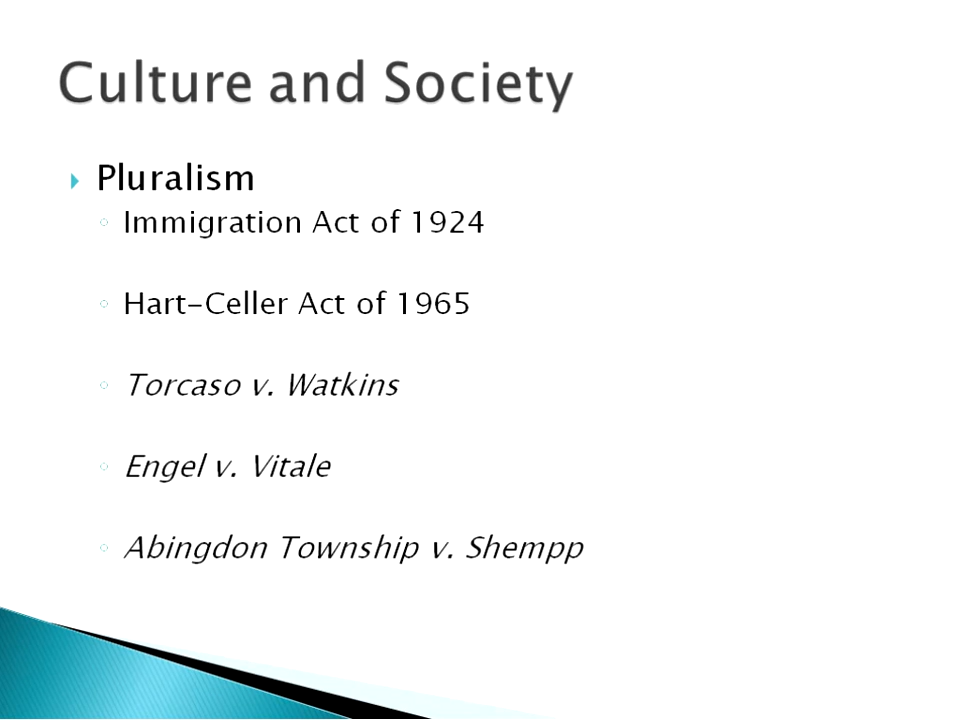 Culture and Society
Pluralism
Immigration Act of 1924
Hart-Celler Act of 1965
Torcaso v. Watkins
Engel v. Vitale
Abingdon Township v. Shempp